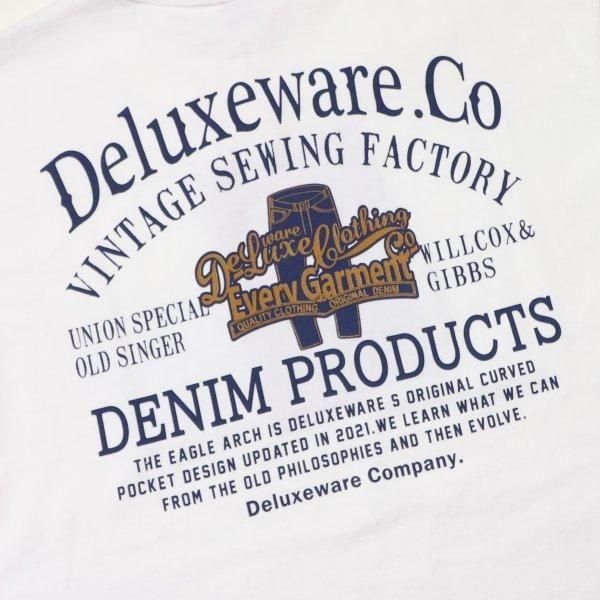 Deluxeware.Co
VINTAGE SEWING FACTORY
DeLuxeware Clothing Co
Every Garment
QUALITY CLOTHING ORIGINAL DENIM
UNION SPECIAL
OLD SINGER
WILLCOX&
GIBBS
DENIM PRODUCTS
THE EAGLE ARCH IS DELUXEWARE S ORIGINAL CURVED
POCKET DESIGN UPDATED IN 2021.WE LEARN WHAT WE CAN
FROM THE OLD PHILOSOPHIES AND THEN EVOLVE.
Deluxeware Company.